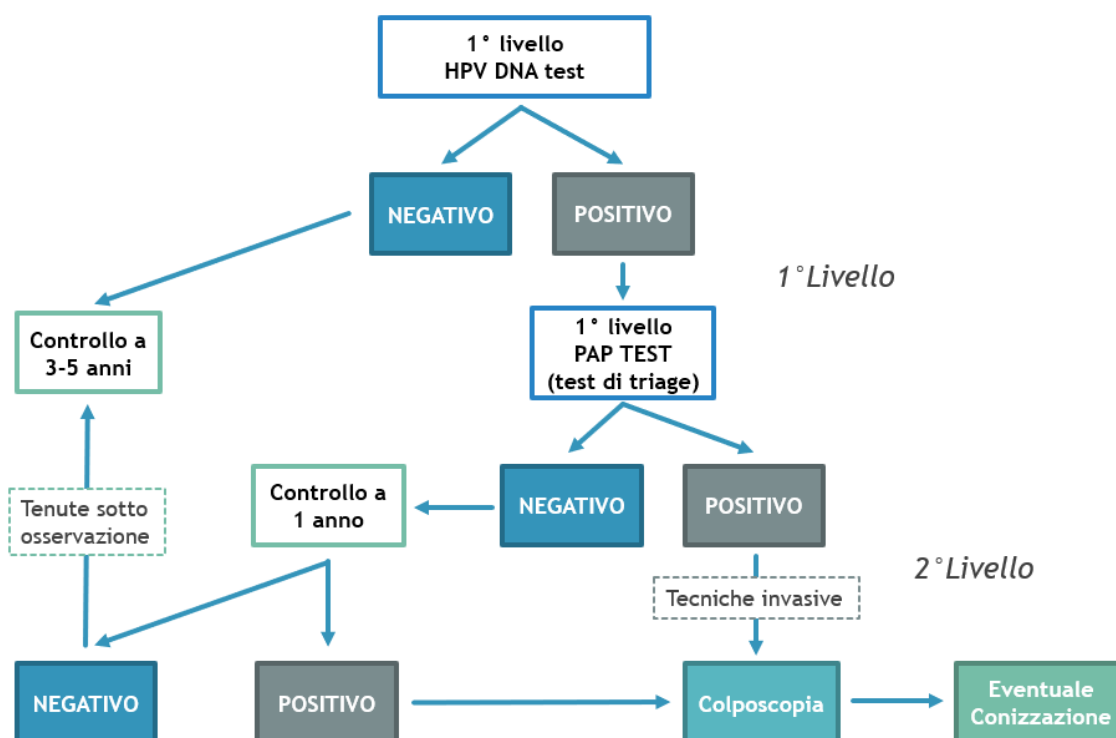 1° livello
HPV DNA test
NEGATIVO
POSITIVO
1°Livello
Controllo a
3-5 anni
1° livello
PAP TEST
(test di triage)
Tenute sotto
osservazione
Controllo a
1 anno
NEGATIVO
POSITIVO
2°Livello
Tecniche invasive
NEGATIVO
POSITIVO
Colposcopia
Eventuale
Conizzazione